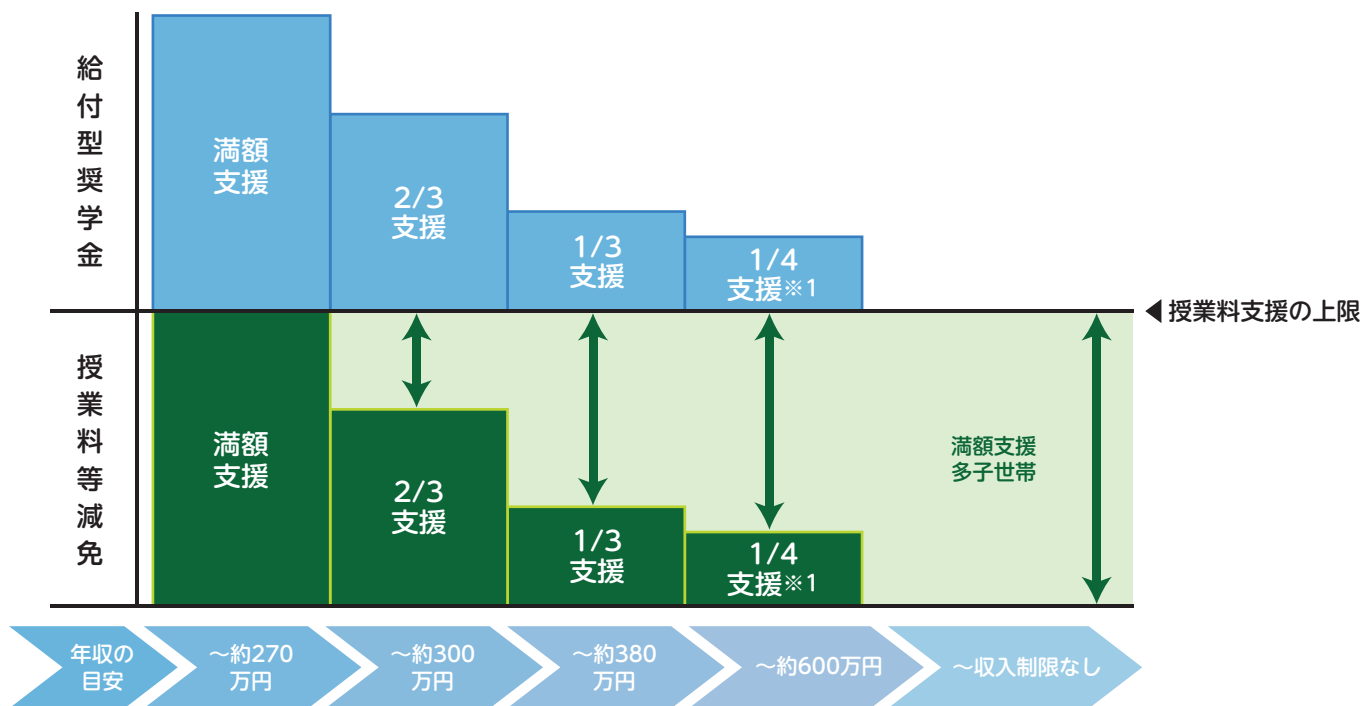 給付型奨学金
満額
支援
2/3
支援
1/3
支援
1/4
支援※1
◀授業料支援の上限
授業料等減免
満額
支援
2/3
支援
1/3
支援
1/4
支援※1
満額支援
多子世帯
年収の
目安
～約270
万円
～約300
万円
～約380
万円
～約600万円
～収入制限なし